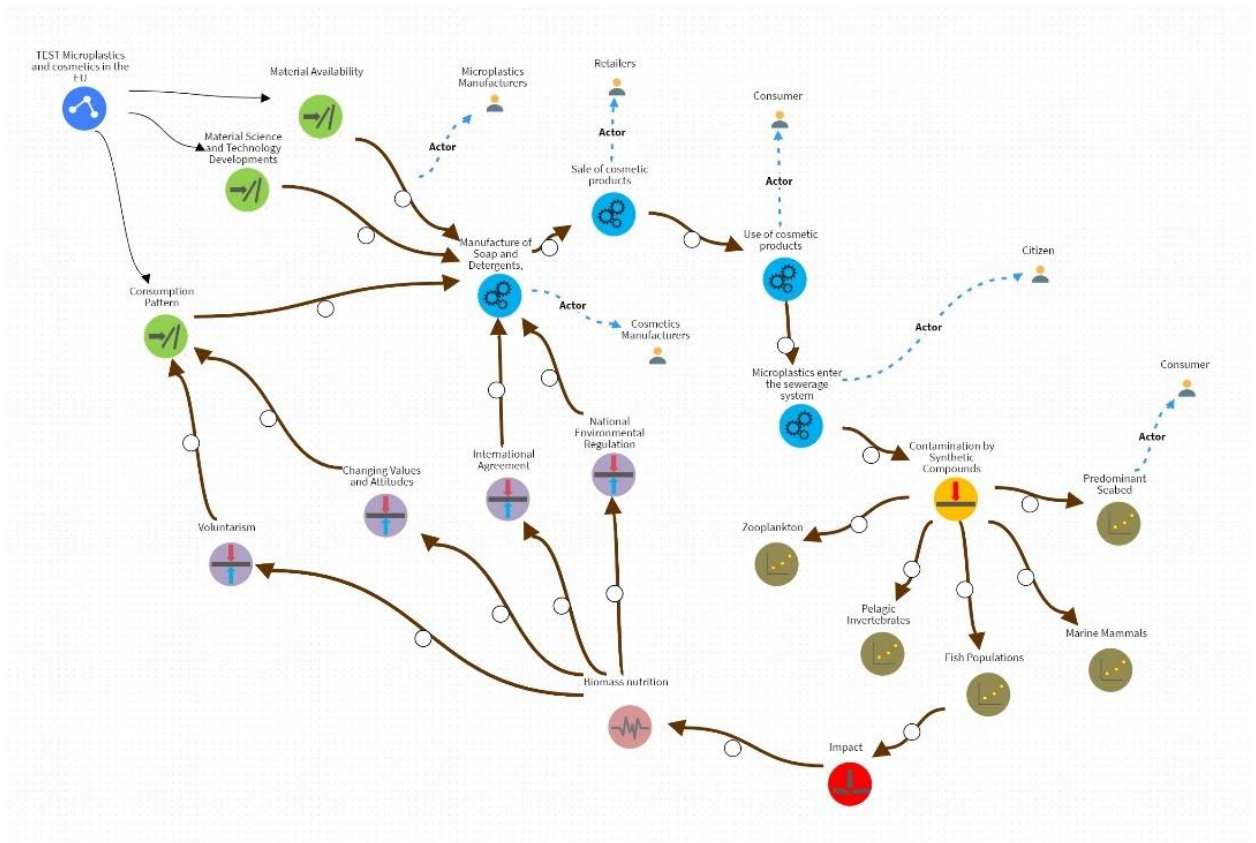 TEST Microplastics
and cosmetics in the
EU
Material Availability
Microplastics
Manufacturers
Retailers
Consumer
Actor
Actor
Actor
Material Science
and Technology
Developments
Sale of cosmetic
products
Use of cosmetic
products
Manufacture of
Soap and
Detergents,
Citizen
Consumption
Pattern
Actor
Cosmetics
Manufacturers
Actor
Microplastics enter
the sewerage
system
Consumer
National
Environmental
Regulation
Actor
International
Agreement
Contamination by
Synthetic
Compounds
Changing Values
and Attitudes
Predominant
Seabed
Voluntarism
Zooplankton
Pelagic
Invertebrates
Marine Mammals
Fish Populations
Biomass nutrition
Impact